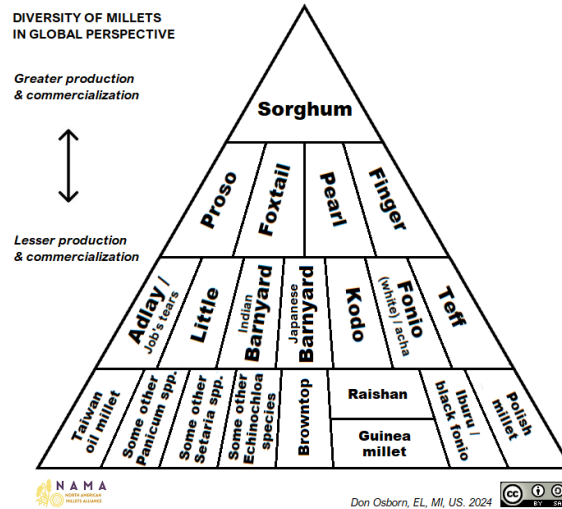 DIVERSITY OF MILLETS
IN GLOBAL PERSPECTIVE
Greater production
& commercialization
Lesser production
& commercialization
Sorghum
Proso
Foxtail
Pearl
Finger
Adlay /
Job's tears
Little
Indian
Barnyard
Japanese
Barnyard
Kodo
Fonio
(white) / acha
Teff
Taiwan
oil millet
Some other
Panicum spp.
Some other
Setaria spp.
Some other
Echinochloa
species
Browntop
Raishan
Guinea
millet
Iburu /
black fonio
Polish
millet
NAMA
NORTH AMERICAN
MILLETS ALLIANCE
Don Osborn, EL, MI, US. 2024
cc
BY SA